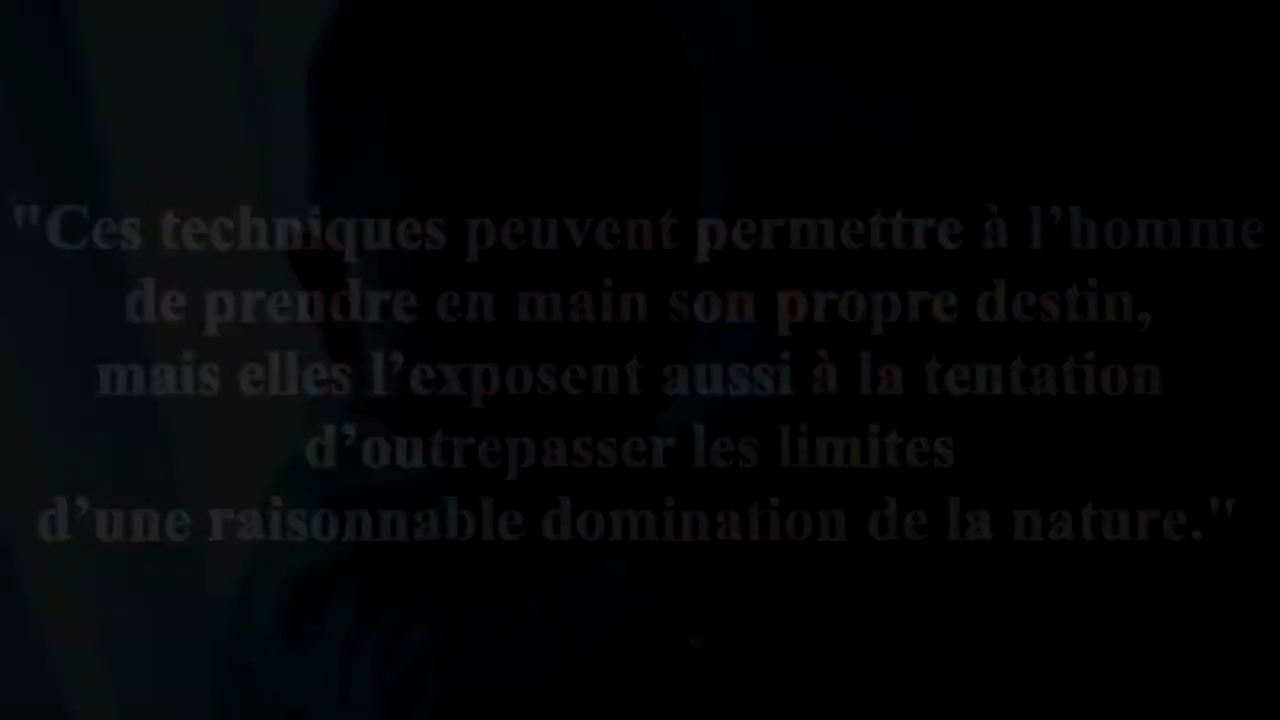 "Ces techniques peuvent permettre à l’homme
de prendre en main son propre destin,
mais elles l’exposent aussi à la tentation
d’outrepasser les limites
d’une raisonnable domination de la nature."